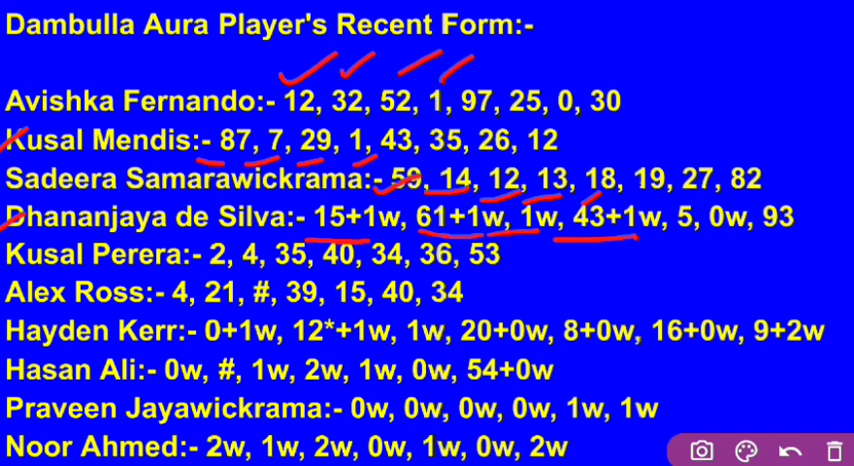 Dambulla Aura Player's Recent Form:-
Avishka Fernando:- 12, 32, 52, 1, 97, 25, 0, 30
Kusal Mendis:- 87, 7, 29, 1, 43, 35, 26, 12
Sadeera Samarawickrama:- 59, 14, 12, 13, 18, 19, 27, 82
Dhananjaya de Silva:- 15+1w, 61+1w, 1w, 43+1w, 5, 0w, 93
Kusal Perera:- 2, 4, 35, 40, 34, 36, 53
Alex Ross:- 4, 21, #, 39, 15, 40, 34
Hayden Kerr:- 0+1w, 12*+1w, 1w, 20+0w, 8+0w, 16+0w, 9+2w
Hasan Ali:- 0w, #, 1w, 2w, 1w, 0w, 54+0w
Praveen Jayawickrama:- 0w, 0w, 0w, 0w, 1w, 1w
Noor Ahmed:- 2w, 1w, 2w, 0w, 1w, 0w, 2w